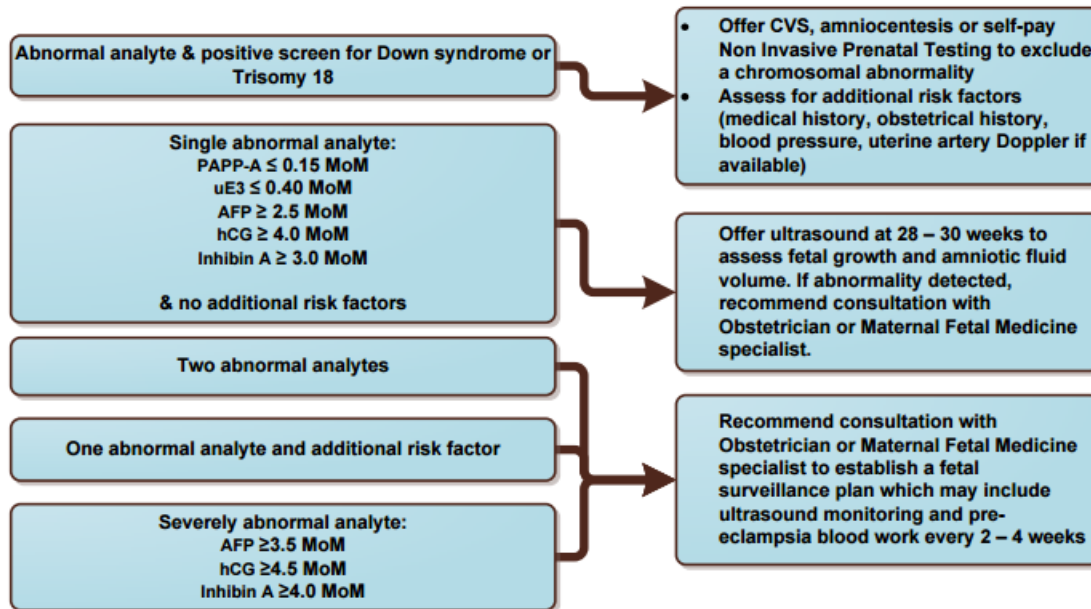 Abnormal analyte & positive screen for Down syndrome or
Trisomy 18
• Offer CVS, amniocentesis or self-pay
Non Invasive Prenatal Testing to exclude
a chromosomal abnormality
• Assess for additional risk factors
(medical history, obstetrical history,
blood pressure, uterine artery Doppler if
available)
Single abnormal analyte:
PAPP-A ≤ 0.15 MoM
uE3 ≤ 0.40 MoM
AFP ≥ 2.5 MoM
hCG ≥ 4.0 MoM
Inhibin A ≥ 3.0 MoM
& no additional risk factors
Offer ultrasound at 28 – 30 weeks to
assess fetal growth and amniotic fluid
volume. If abnormality detected,
recommend consultation with
Obstetrician or Maternal Fetal Medicine
specialist.
Two abnormal analytes
One abnormal analyte and additional risk factor
Severely abnormal analyte:
AFP ≥3.5 MoM
hCG ≥4.5 MoM
Inhibin A ≥4.0 MoM
Recommend consultation with
Obstetrician or Maternal Fetal Medicine
specialist to establish a fetal
surveillance plan which may include
ultrasound monitoring and pre-
eclampsia blood work every 2 – 4 weeks